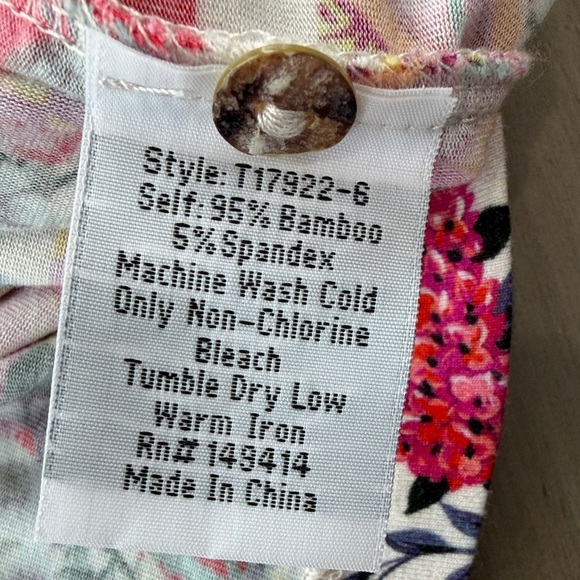 Style: T17922-6
Self: 95% Bamboo
5% Spandex
Machine Wash Cold
Only Non-Chlorine
Bleach
Tumble Dry Low
Warm Iron
Rn# 149414
Made In China